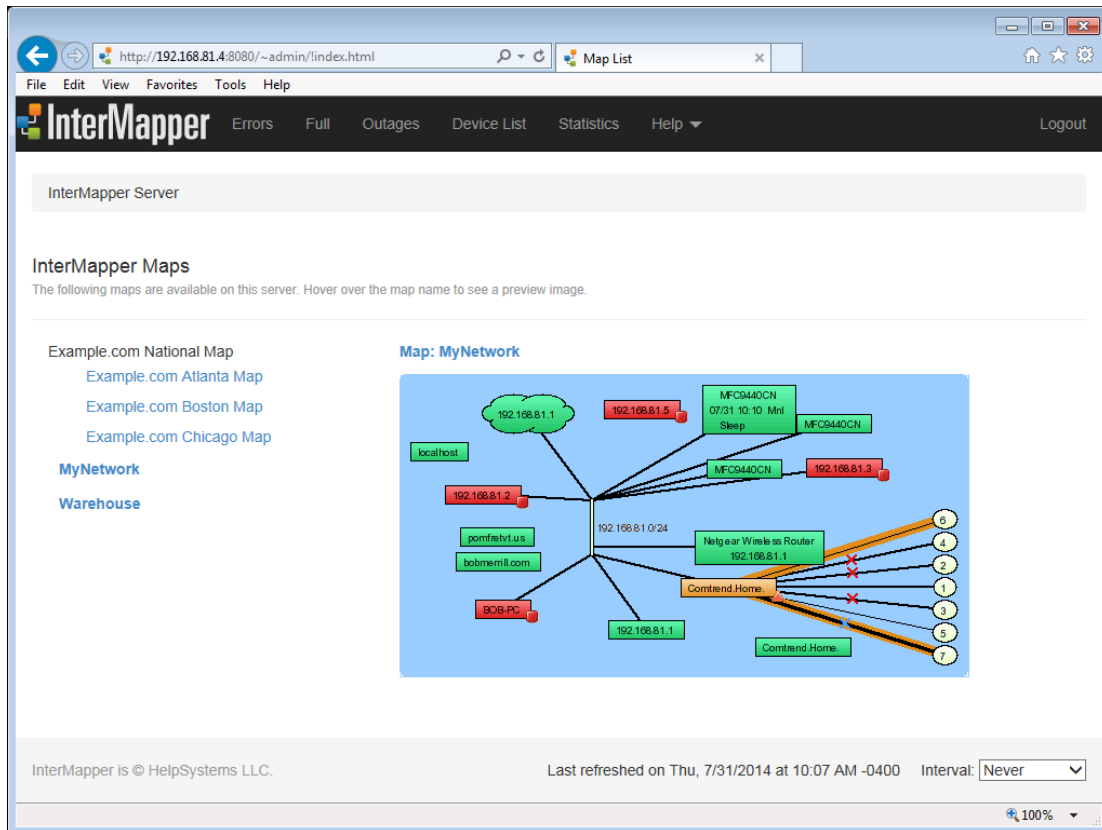 http://192.168.81.4:8080/~admin/!index.html
Map List
File Edit View Favorites Tools Help
InterMapper Errors Full Outages Device List Statistics Help Logout
InterMapper Server
InterMapper Maps
The following maps are available on this server. Hover over the map name to see a preview image.
Example.com National Map
Example.com Atlanta Map
Example.com Boston Map
Example.com Chicago Map
MyNetwork
Warehouse
Map: MyNetwork
192.168.81.1
192.168.81.5
MFC9440CN
07/31 10:10 Mnl
Sleep
MFC9440CN
localhost
MFC9440CN
192.168.81.3
192.168.81.2
192.168.81.0/24
pomfretvt.us
bobmerrill.com
Netgear Wireless Router
192.168.81.1
Comtrend.Home.
BOB-PC
192.168.81.1
Comtrend.Home.
6
4
2
1
3
5
7
InterMapper is © HelpSystems LLC.
Last refreshed on Thu, 7/31/2014 at 10:07 AM -0400 Interval: Never
100%